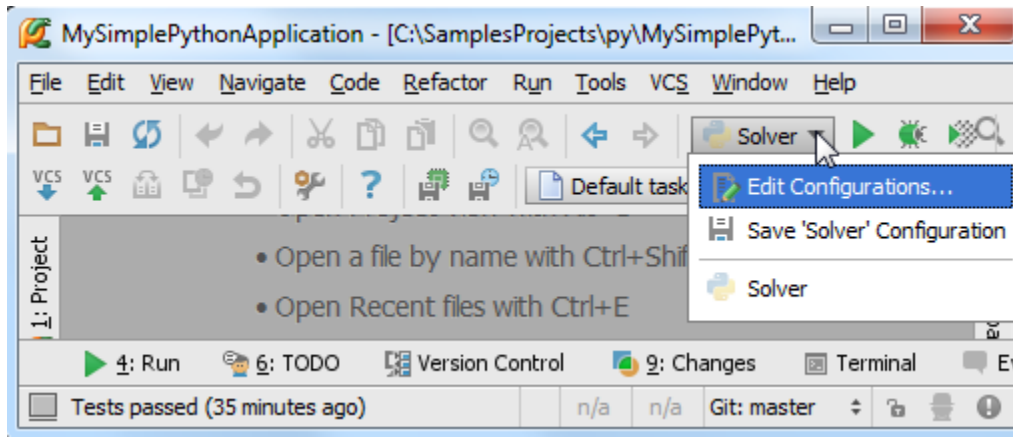 MySimplePythonApplication - [C:\SamplesProjects\py\MySimplePyt...
File Edit View Navigate Code Refactor Run Tools VCS Window Help
Solver
VCS VCS ? Default task
Edit Configurations...
Save 'Solver' Configuration
Solver
1: Project
• Open a file by name with Ctrl+Shif
• Open Recent files with Ctrl+E
4: Run 6: TODO Version Control 9: Changes Terminal Ev
Tests passed (35 minutes ago) n/a n/a Git: master